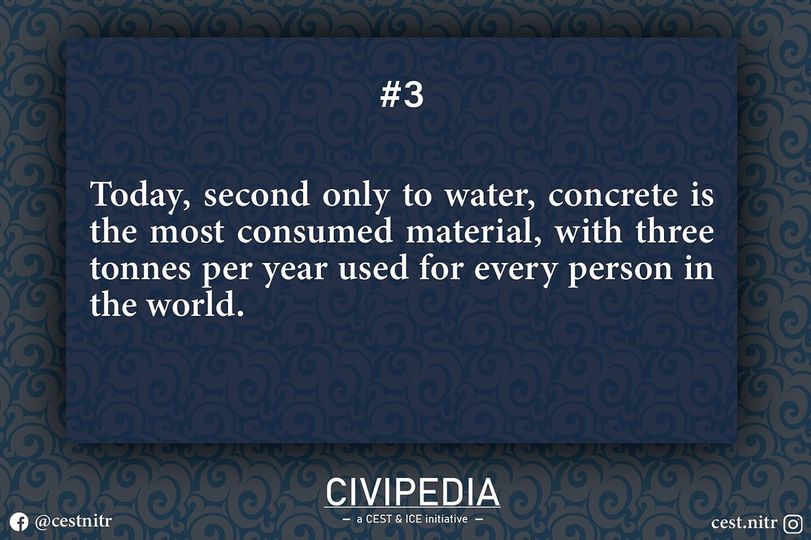 #3
Today, second only to water, concrete is
the most consumed material, with three
tonnes per year used for every person in
the world.
CIVIPEDIA
– a CEST & ICE initiative –
@cestnitr
cest.nitr